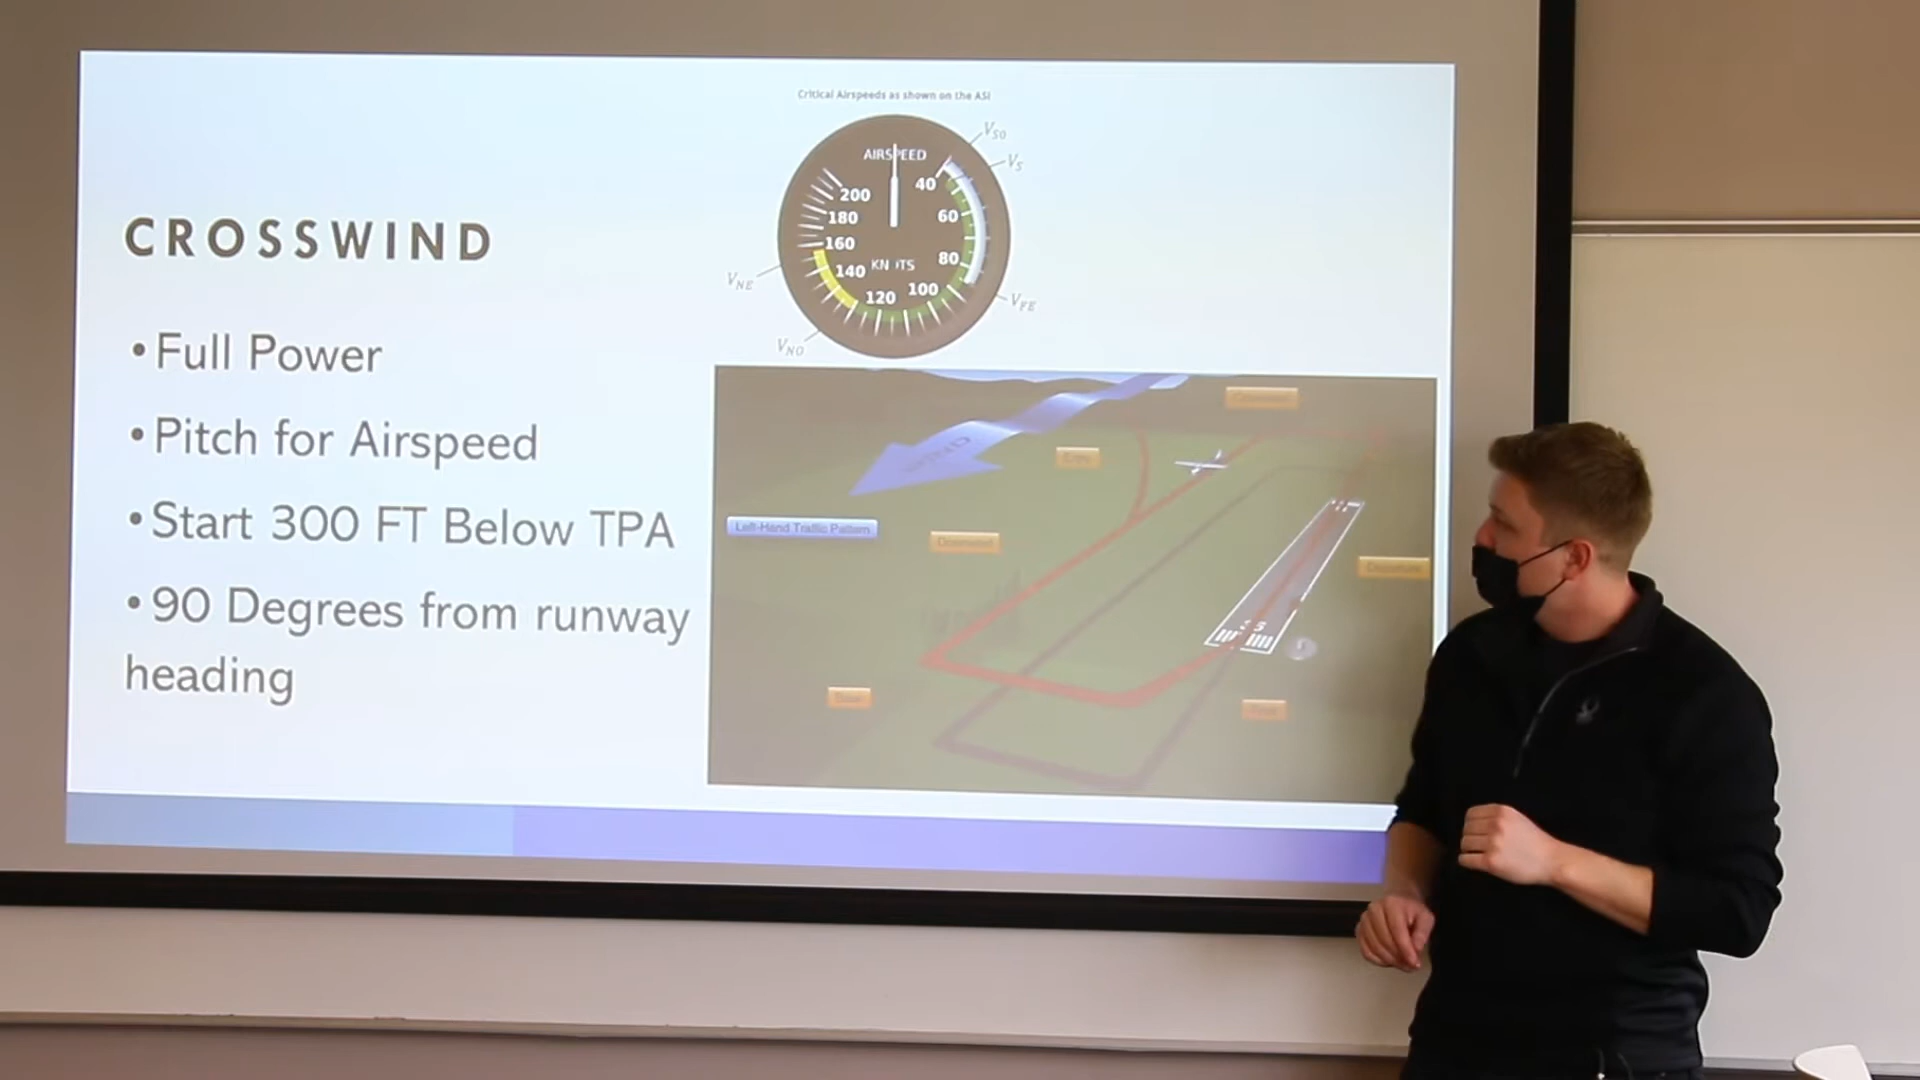 Critical Airspeeds as shown on the ASI
VSO
VS
AIRSPEED
40
200
60
180
160
80
KNOTS
140
100
120
VNE
VFE
VNO
CROSSWIND
•Full Power
•Pitch for Airspeed
•Start 300 FT Below TPA
•90 Degrees from runway
heading
Left-Hand Traffic Pattern